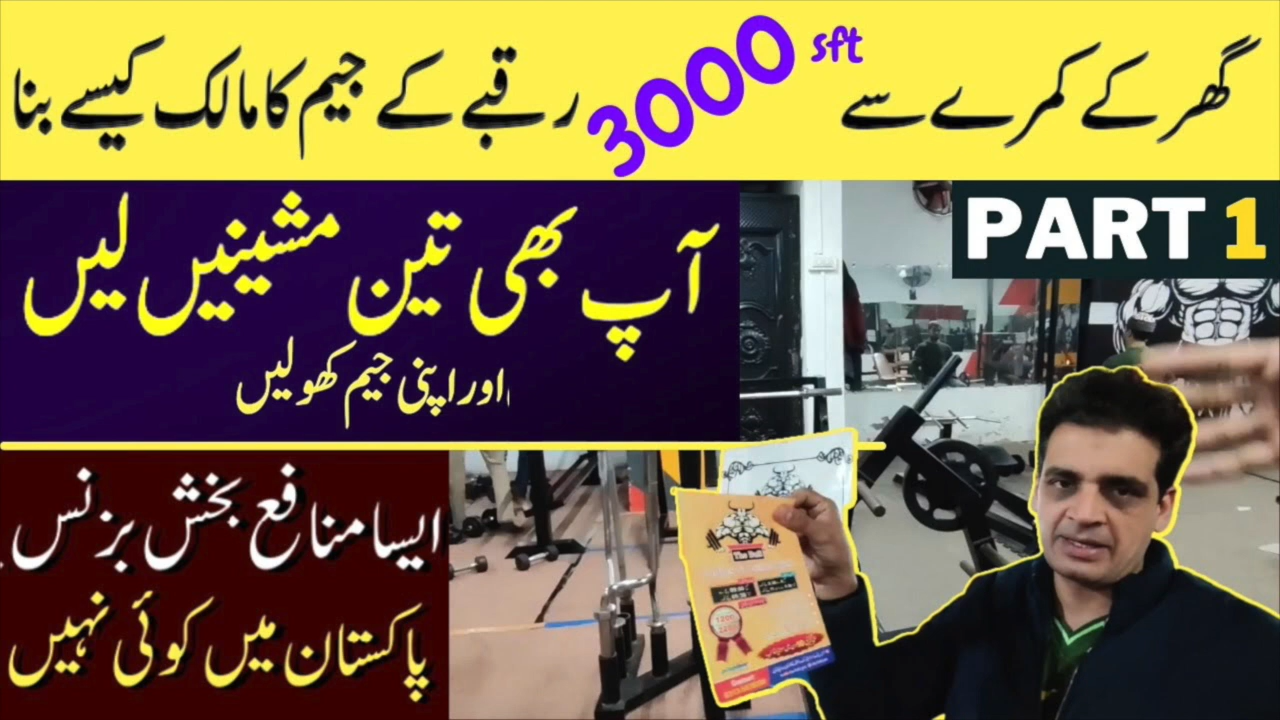 گھر کے کمرے سے 3000 sft رقبے کے جیم کا مالک کیسے بنا
PART 1
آپ بھی تین مشینیں لیں
اور اپنی جیم کھولیں
ایسا منافع بخش بزنس
پاکستان میں کوئی نہیں